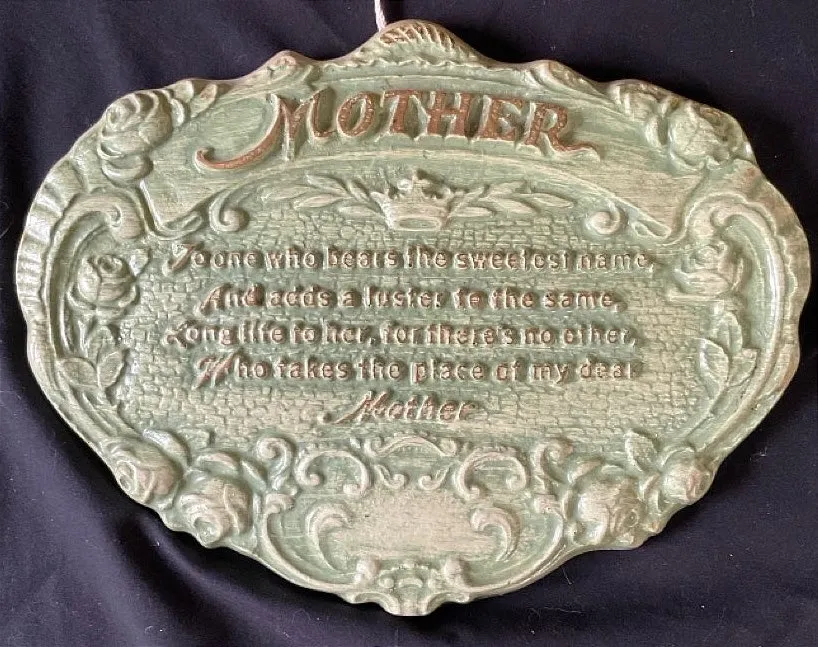 MOTHER
To one who bears the sweetest name,
And adds a luster to the same,
Long life to her, for there's no other,
Who takes the place of my dear
Mother